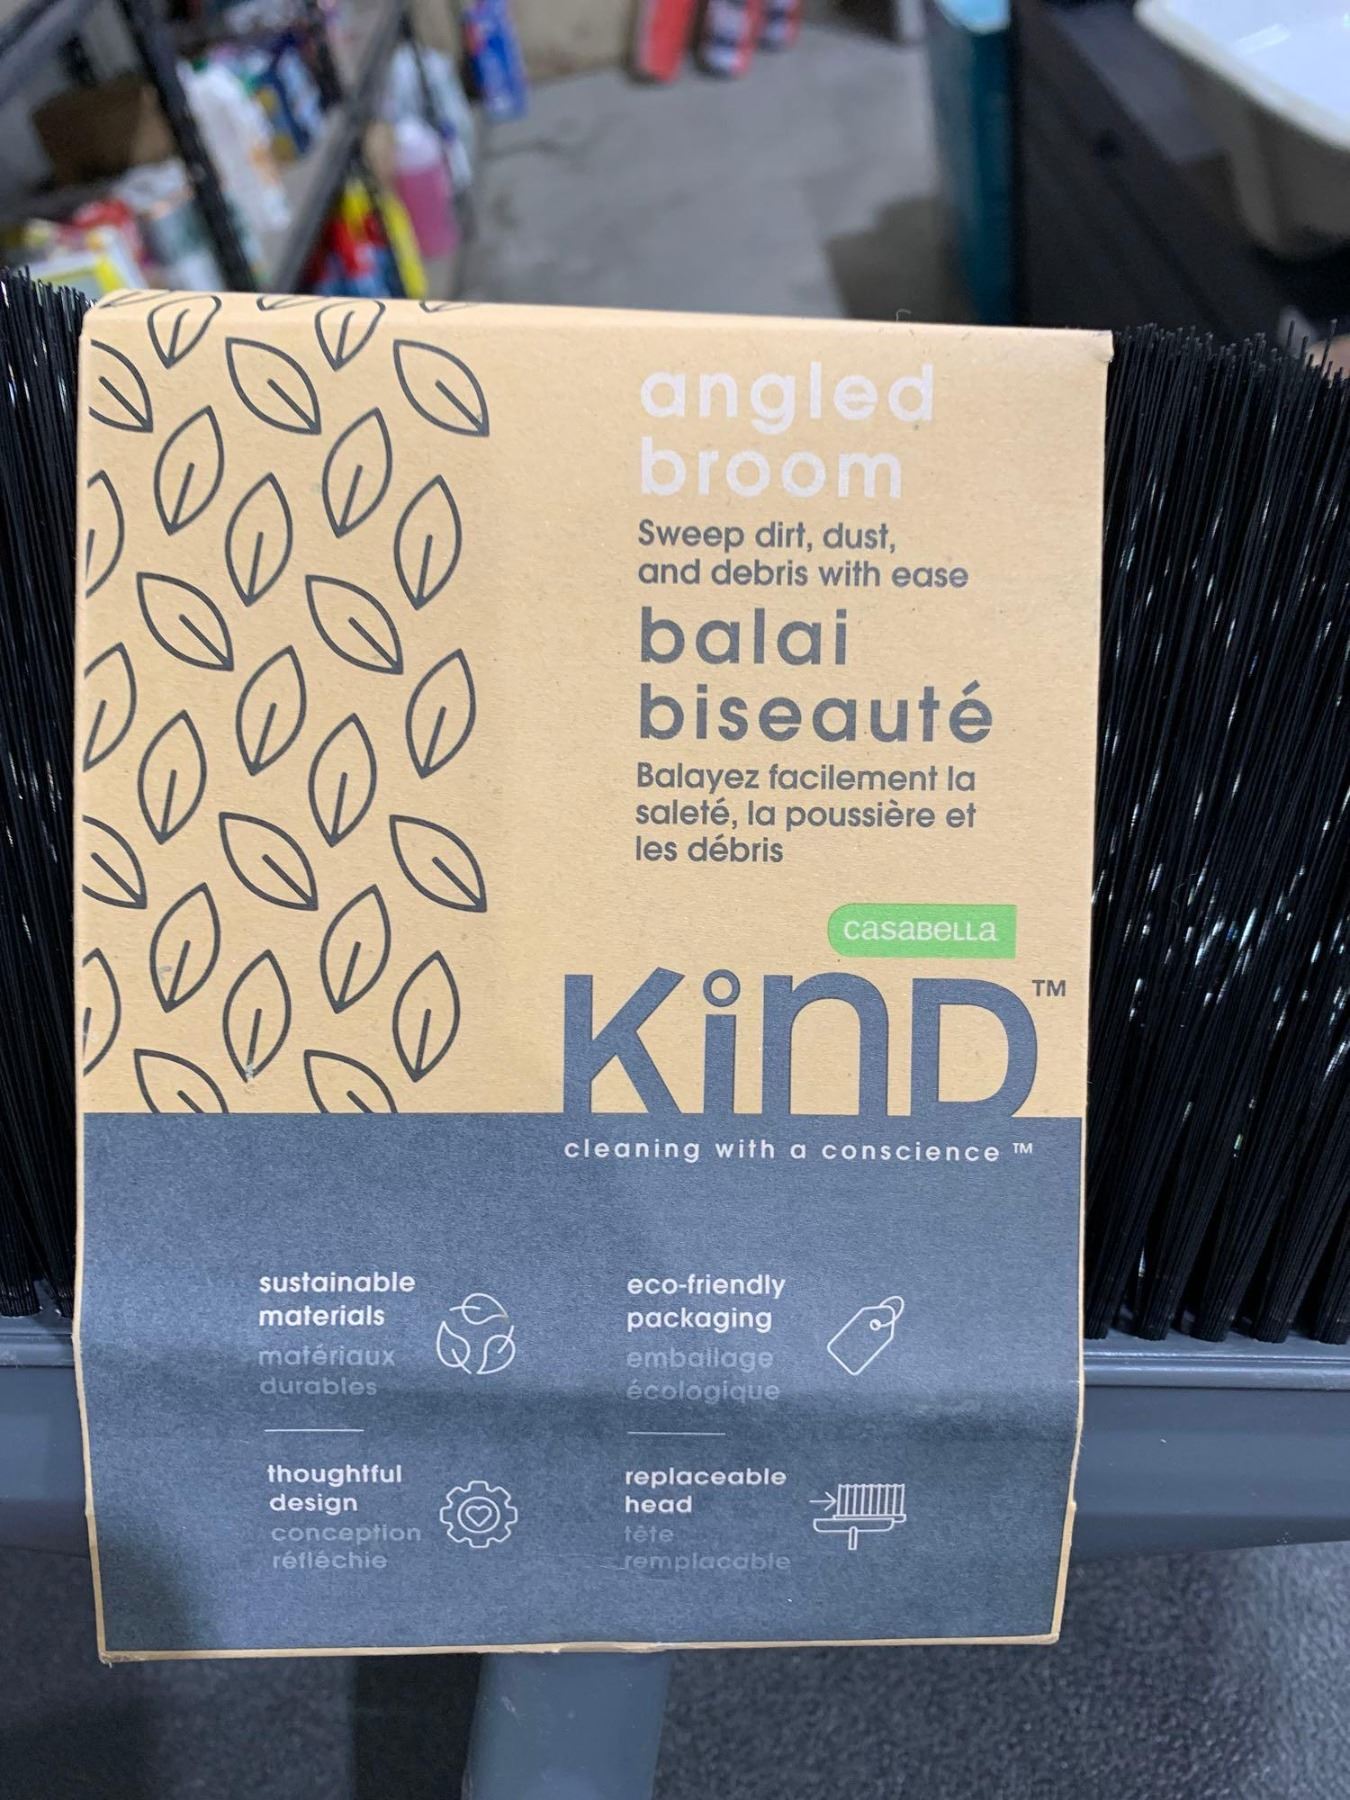 angled
broom
Sweep dirt, dust,
and debris with ease
balai
biseauté
Balayez facilement la
saleté, la poussière et
les débris
casabella
KinD™
cleaning with a conscience ™
sustainable
materials
matériaux
durables
eco-friendly
packaging
emballage
écologique
thoughtful
design
conception
réfléchie
replaceable
head
tête
remplacable